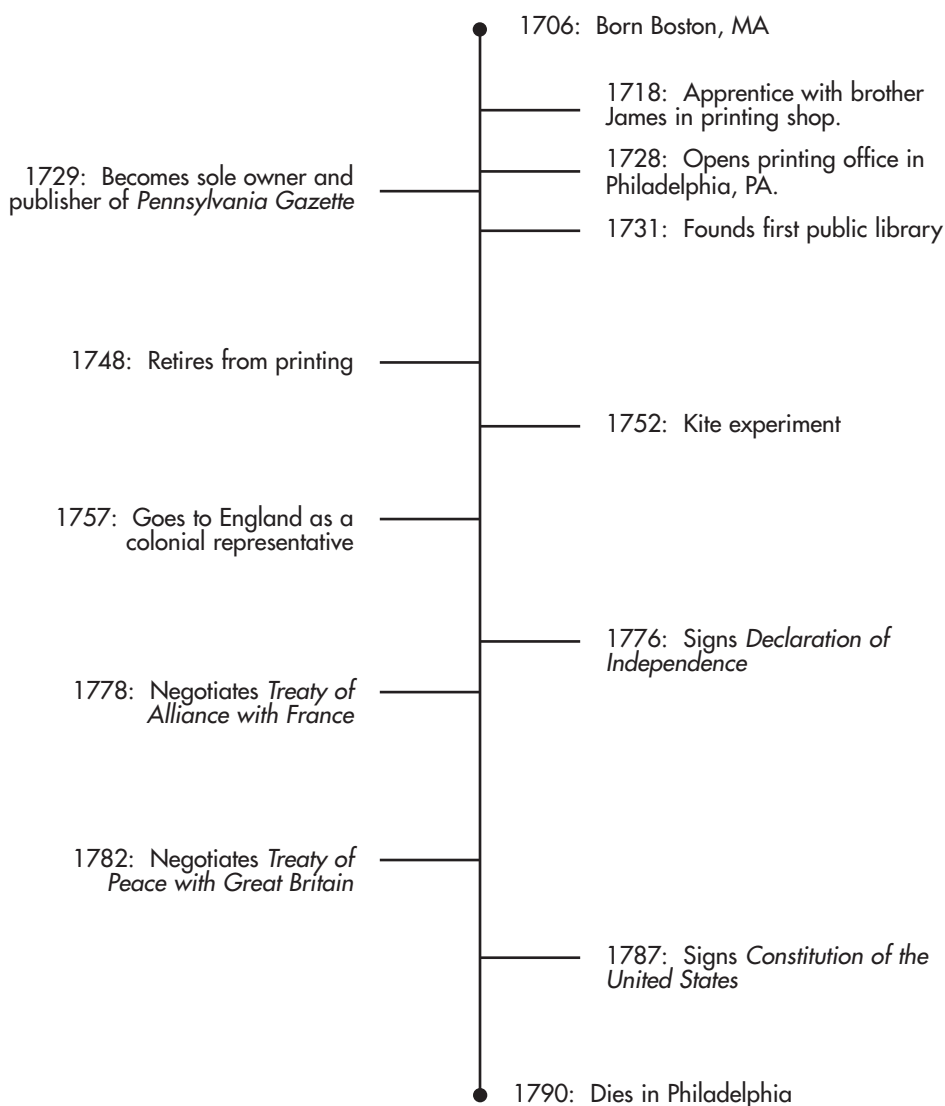 1706: Born Boston, MA
1718: Apprentice with brother
James in printing shop.
1728: Opens printing office in
Philadelphia, PA.
1729: Becomes sole owner and
publisher of Pennsylvania Gazette
1731: Founds first public library
1748: Retires from printing
1752: Kite experiment
1757: Goes to England as a
colonial representative
1776: Signs Declaration of
Independence
1778: Negotiates Treaty of
Alliance with France
1782: Negotiates Treaty of
Peace with Great Britain
1787: Signs Constitution of the
United States
1790: Dies in Philadelphia